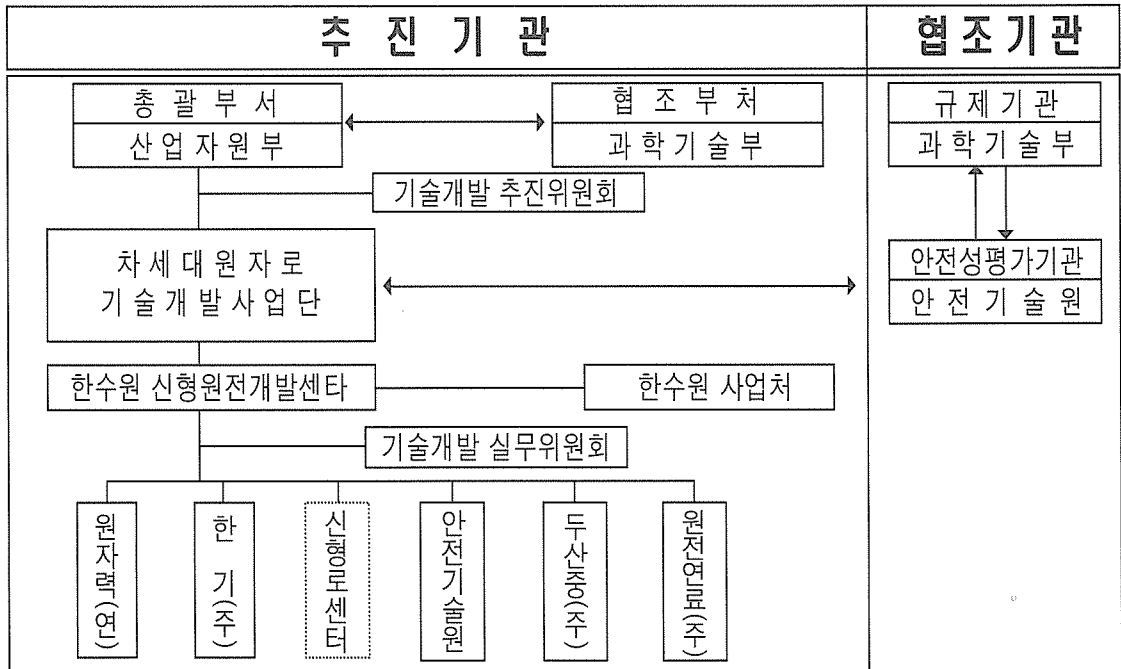 추 진 기 관
협 조 기 관
총 괄 부 서
산 업 자 원 부
협 조 부 처
과 학 기 술 부
규 제 기 관
과 학 기 술 부
기술개발 추진위원회
차 세 대 원 자 로
기 술 개 발 사 업 단
안전성평가기관
안 전 기 술 원
한수원 신형원전개발센타
한수원 사업처
기술개발 실무위원회
원자력(연)
한 기(주)
신형로센터
안전기술원
두산중(주)
원전연료(주)